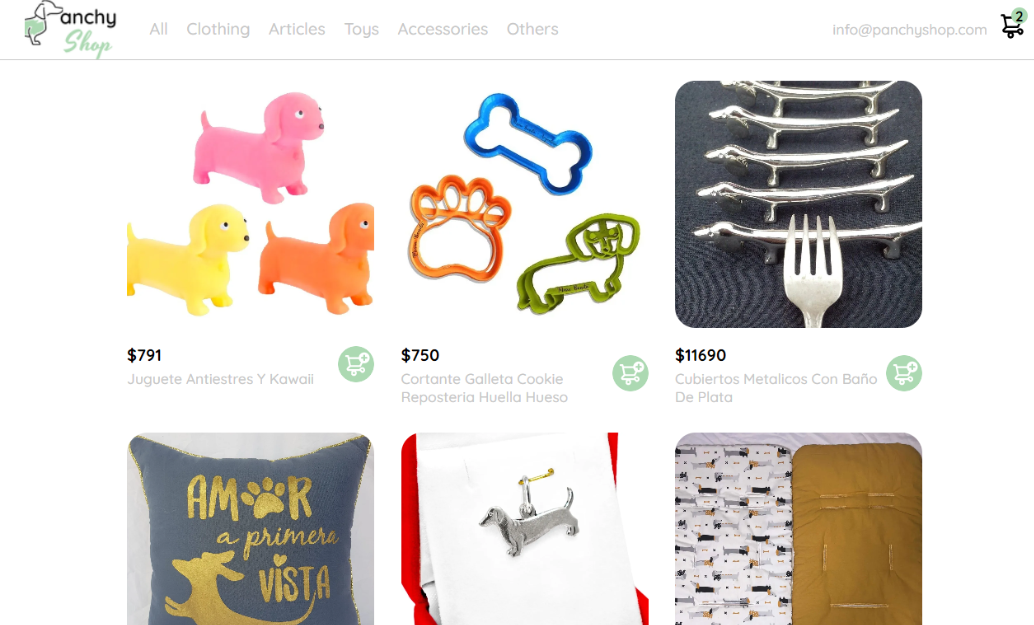 Panchy
Shop
All Clothing Articles Toys Accessories Others
info@panchyshop.com
2
$791
Juguete Antiestres Y Kawaii
$750
Cortante Galleta Cookie
Reposteria Huella Hueso
$11690
Cubiertos Metalicos Con Baño
De Plata
AMOR
a primera
VISTA